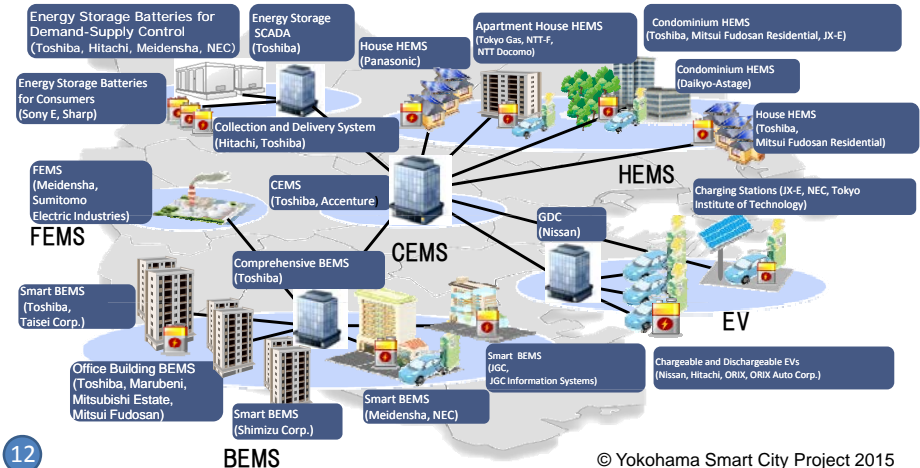 Energy Storage Batteries for
Demand-Supply Control
(Toshiba, Hitachi, Meidensha, NEC)
Energy Storage
SCADA
(Toshiba)
House HEMS
(Panasonic)
Apartment House HEMS
(Tokyo Gas, NTT-F,
NTT Docomo)
Condominium HEMS
(Toshiba, Mitsui Fudosan Residential, JX-E)
Condominium HEMS
(Daikyo-Astage)
Energy Storage Batteries
for Consumers
(Sony E, Sharp)
Collection and Delivery System
(Hitachi, Toshiba)
House HEMS
(Toshiba,
Mitsui Fudosan Residential)
HEMS
FEMS
(Meidensha,
Sumitomo
Electric Industries)
FEMS
CEMS
(Toshiba, Accenture)
CEMS
Charging Stations (JX-E, NEC, Tokyo
Institute of Technology)
GDC
(Nissan)
EV
Comprehensive BEMS
(Toshiba)
Smart BEMS
(Toshiba,
Taisei Corp.)
Office Building BEMS
(Toshiba, Marubeni,
Mitsubishi Estate,
Mitsui Fudosan)
Smart BEMS
(Shimizu Corp.)
Smart BEMS
(Meidensha, NEC)
Smart BEMS
(JGC,
JGC Information Systems)
Chargeable and Dischargeable EVs
(Nissan, Hitachi, ORIX, ORIX Auto Corp.)
BEMS
12
© Yokohama Smart City Project 2015